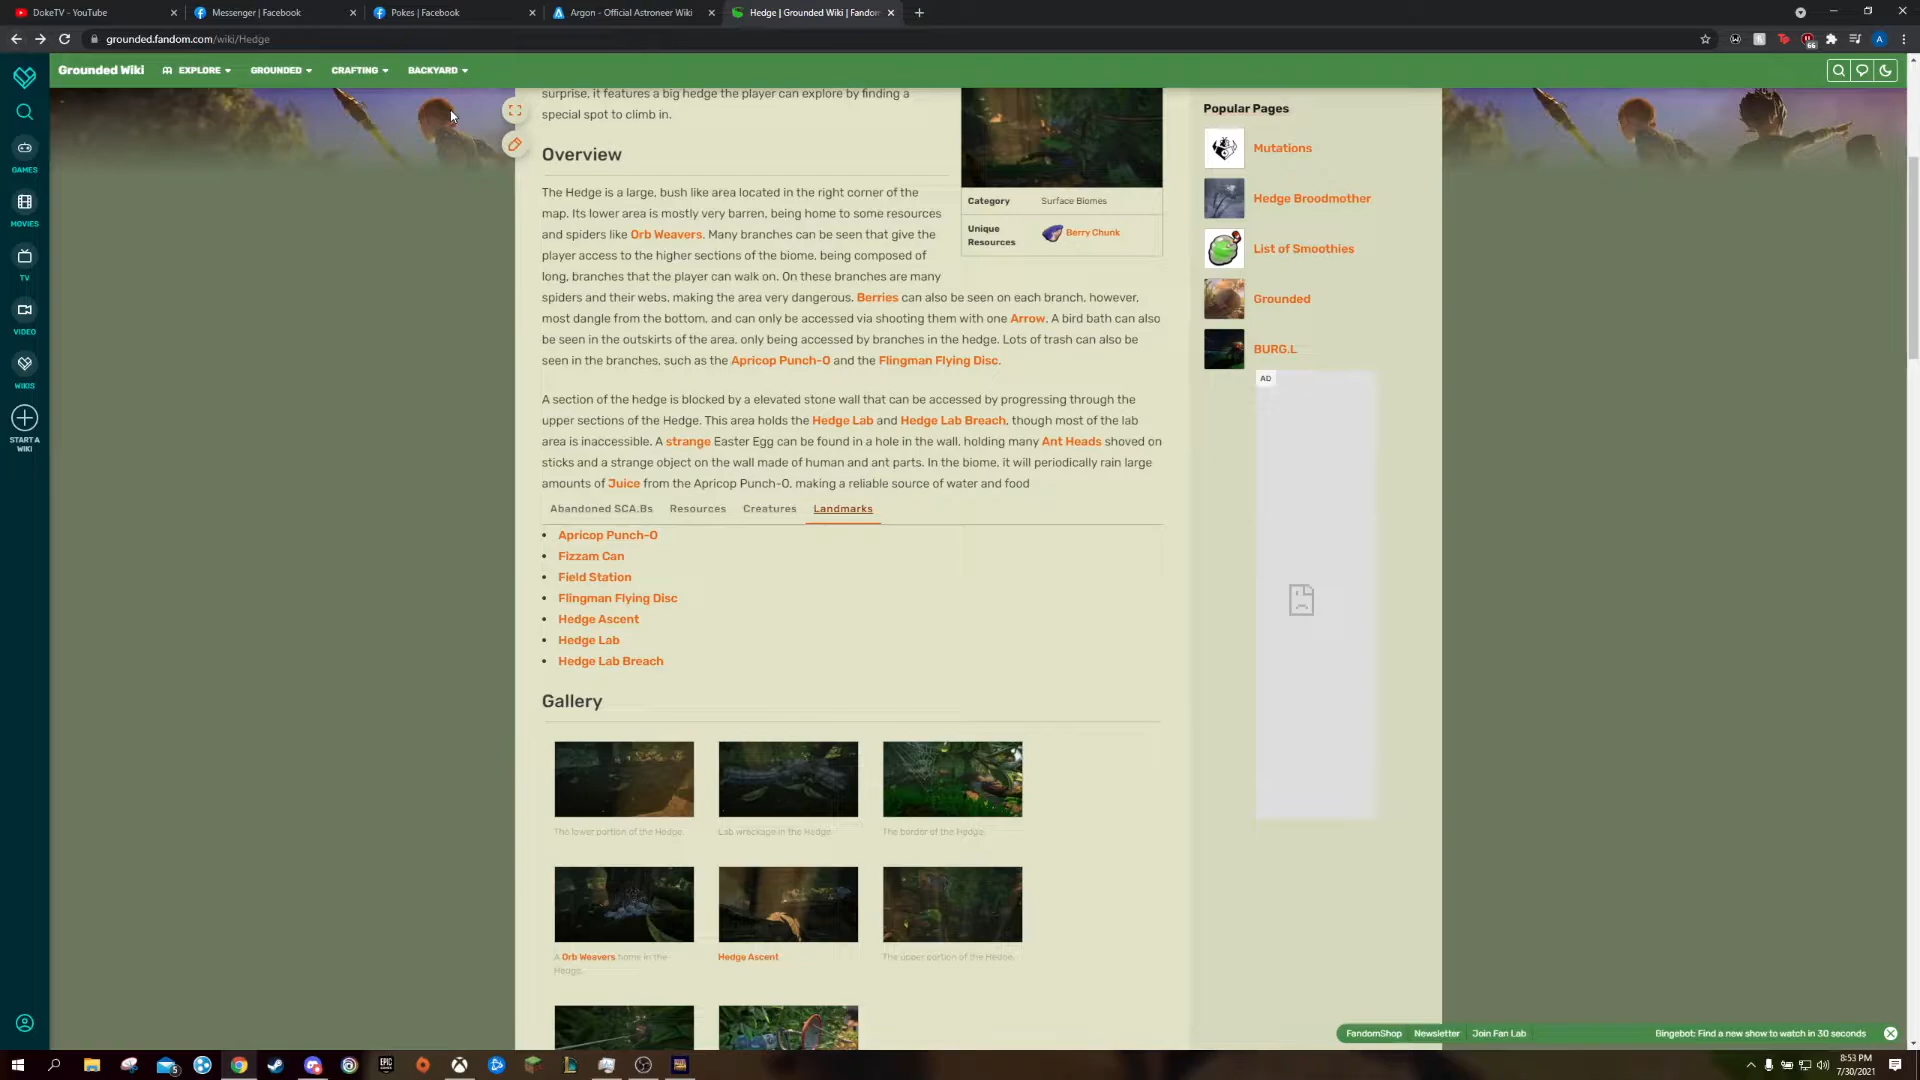 DokeTV - YouTube
Messenger | Facebook
Pokes | Facebook
Argon - Official Astroneer Wiki
Hedge | Grounded Wiki | Fandom
grounded.fandom.com/wiki/Hedge
66
A
Grounded Wiki
EXPLORE
GROUNDED
CRAFTING
BACKYARD
GAMES
MOVIES
TV
VIDEO
WIKIS
START A
WIKI
surprise, it features a big hedge the player can explore by finding a
special spot to climb in.
Overview
The Hedge is a large, bush like area located in the right corner of the
map. Its lower area is mostly very barren, being home to some resources
and spiders like Orb Weavers. Many branches can be seen that give the
player access to the higher sections of the biome, being composed of
long, branches that the player can walk on. On these branches are many
spiders and their webs, making the area very dangerous. Berries can also be seen on each branch, however,
most dangle from the bottom, and can only be accessed via shooting them with one Arrow. A bird bath can also
be seen in the outskirts of the area, only being accessed by branches in the hedge. Lots of trash can also be
seen in the branches, such as the Apricop Punch-O and the Flingman Flying Disc.
A section of the hedge is blocked by a elevated stone wall that can be accessed by progressing through the
upper sections of the Hedge. This area holds the Hedge Lab and Hedge Lab Breach, though most of the lab
area is inaccessible. A strange Easter Egg can be found in a hole in the wall, holding many Ant Heads shoved on
sticks and a strange object on the wall made of human and ant parts. In the biome, it will periodically rain large
amounts of Juice from the Apricop Punch-O, making a reliable source of water and food
Category
Surface Biomes
Unique
Resources
Berry Chunk
Abandoned SCA.Bs
Resources
Creatures
Landmarks
Apricop Punch-O
Fizzam Can
Field Station
Flingman Flying Disc
Hedge Ascent
Hedge Lab
Hedge Lab Breach
Gallery
The lower portion of the Hedge.
Lab wreckage in the Hedge.
The border of the Hedge.
A Orb Weavers home in the
Hedge.
Hedge Ascent
The upper portion of the Hedge.
Popular Pages
Mutations
Hedge Broodmother
List of Smoothies
Grounded
BURG.L
AD
FandomShop
Newsletter
Join Fan Lab
Bingebot: Find a new show to watch in 30 seconds
5
EPIC
GAMES
8:53 PM
7/30/2021